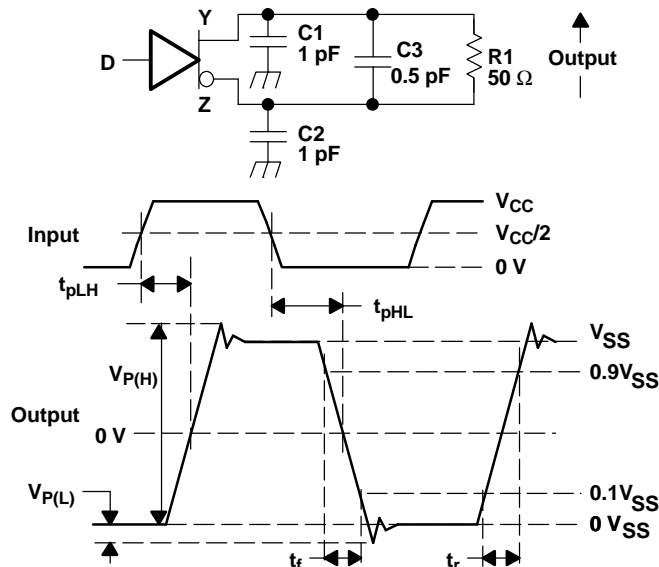 Y
C1
1 pF
C3
0.5 pF
R1
50 Ω
Output
D
Z
C2
1 pF
VCC
Input
VCC/2
0 V
tpLH
tpHL
VSS
VP(H)
0.9VSS
Output
0 V
VP(L)
0.1VSS
0 VSS
tf
tr